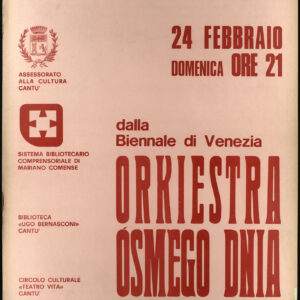 24 FEBBRAIO
DOMENICA ORE 21
ASSESSORATO
ALLA CULTURA
CANTU'
SISTEMA BIBLIOTECARIO
COMPRENSORIALE DI
MARIANO COMENSE
dalla
Biennale di Venezia
ORKIESTRA
ÓSMEGO DNIA
BIBLIOTECA
«UGO BERNASCONI»
CANTU'
CIRCOLO CULTURALE
«TEATRO VITA»
CANTU'